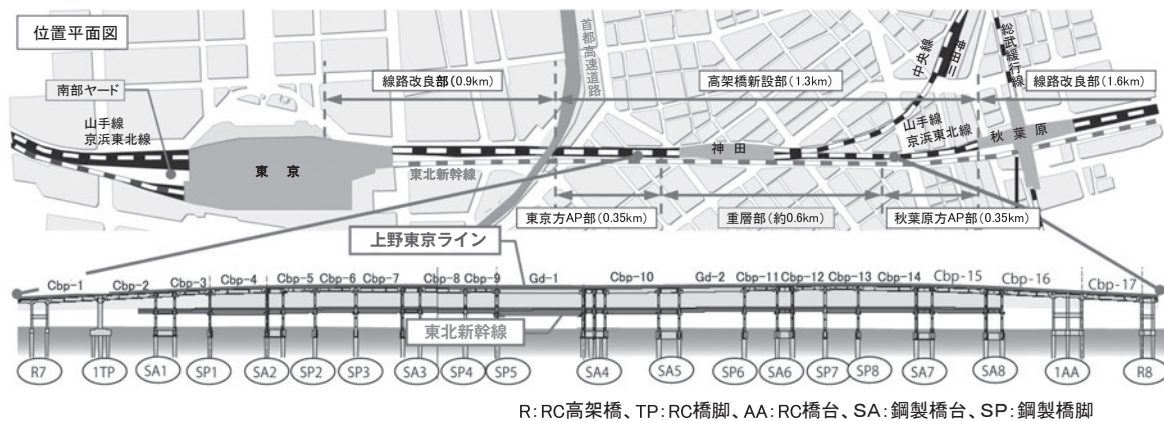 位置平面図
首都高速道路
中央線
三田線
総武緩行線
線路改良部(0.9km)
高架橋新設部(1.3km)
線路改良部(1.6km)
南部ヤード
山手線
京浜東北線
山手線
京浜東北線
秋葉原
神田
東京
東北新幹線
東京方AP部(0.35km)
重層部(約0.6km)
秋葉原方AP部(0.35km)
上野東京ライン
Cbp-1 Cbp-2 Cbp-3 Cbp-4 Cbp-5 Cbp-6 Cbp-7 Cbp-8 Cbp-9 Gd-1 Cbp-10 Gd-2 Cbp-11 Cbp-12 Cbp-13 Cbp-14 Cbp-15 Cbp-16 Cbp-17
東北新幹線
R7 1TP SA1 SP1 SA2 SP2 SP3 SA3 SP4 SP5 SA4 SA5 SP6 SA6 SP7 SP8 SA7 SA8 1AA R8
R:RC高架橋、TP:RC橋脚、AA:RC橋台、SA:鋼製橋台、SP:鋼製橋脚